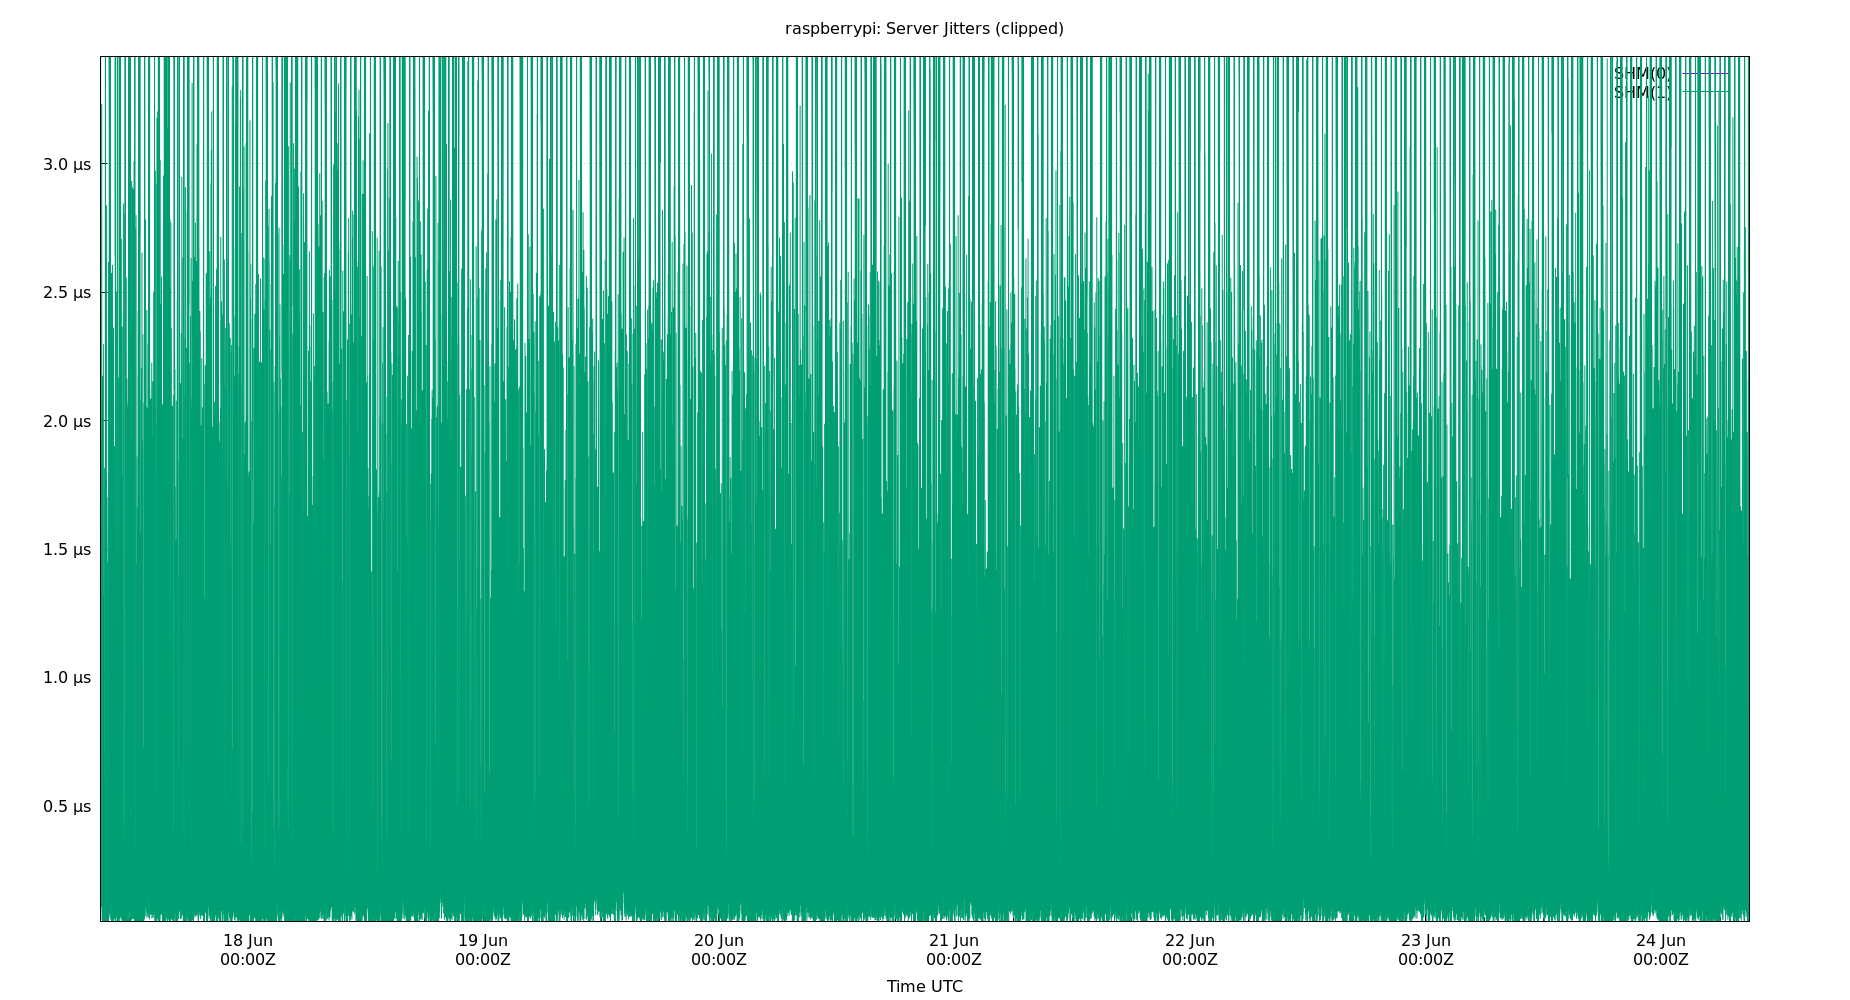 raspberrypi: Server Jitters (clipped)
SHM(0)
SHM(1)
3.0 µs
2.5 µs
2.0 µs
1.5 µs
1.0 µs
0.5 µs
18 Jun 19 Jun 20 Jun 21 Jun 22 Jun 23 Jun 24 Jun
00:00Z 00:00Z 00:00Z 00:00Z 00:00Z 00:00Z 00:00Z
Time UTC